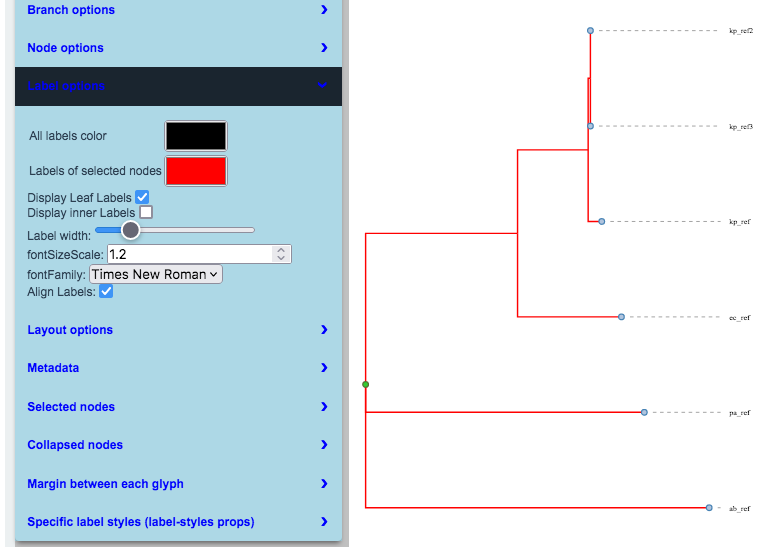 Branch options
Node options
Label options
All labels color
Labels of selected nodes
Display Leaf Labels
Display inner Labels
Label width:
fontSizeScale: 1.2
fontFamily: Times New Roman
Align Labels:
Layout options
Metadata
Selected nodes
Collapsed nodes
Margin between each glyph
Specific label styles (label-styles props)
kp_ref2
kp_ref3
kp_ref
ec_ref
pa_ref
ab_ref